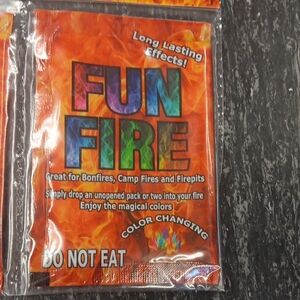 Long Lasting
Effects!
FUN
FIRE
Great for Bonfires, Camp Fires and Firepits
Simply drop an unopened pack or two into your fire
Enjoy the magical colors
COLOR CHANGING
DO NOT EAT